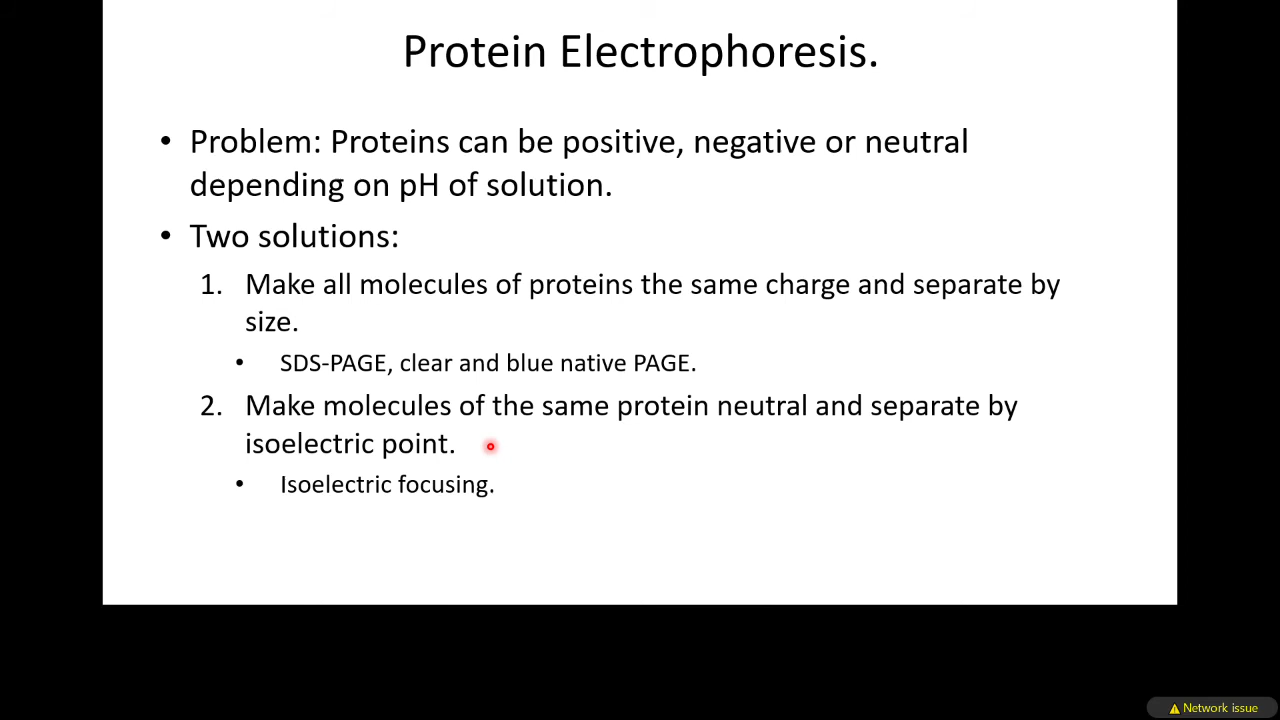 Protein Electrophoresis.
• Problem: Proteins can be positive, negative or neutral
depending on pH of solution.
• Two solutions:
1. Make all molecules of proteins the same charge and separate by
size.
• SDS-PAGE, clear and blue native PAGE.
2. Make molecules of the same protein neutral and separate by
isoelectric point.
• Isoelectric focusing.
Network issue